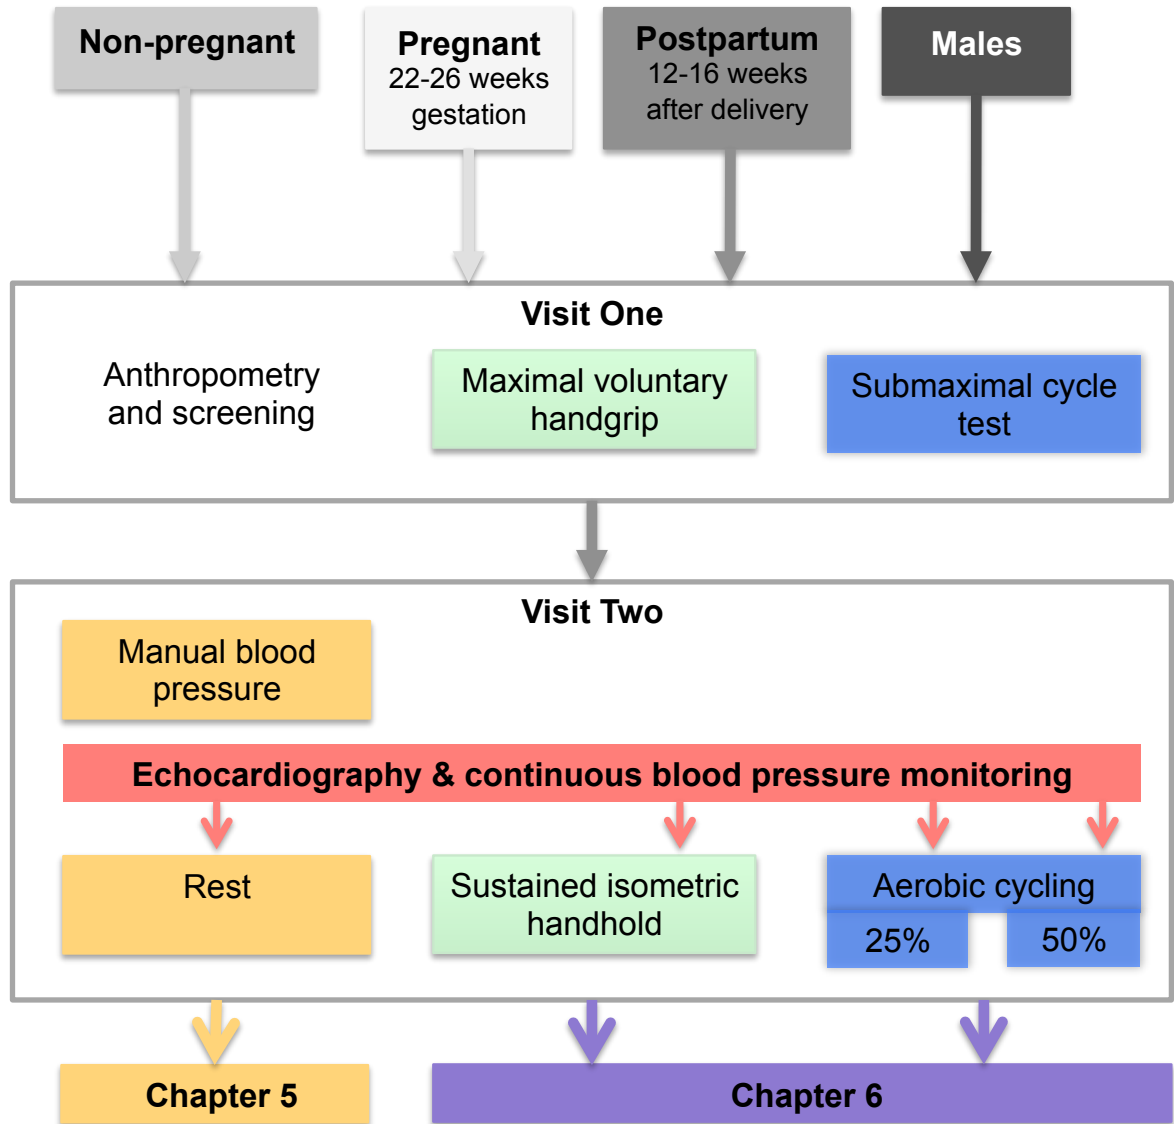 Non-pregnant
Pregnant
22-26 weeks
gestation
Postpartum
12-16 weeks
after delivery
Males
Visit One
Anthropometry
and screening
Maximal voluntary
handgrip
Submaximal cycle
test
Visit Two
Manual blood
pressure
Echocardiography & continuous blood pressure monitoring
Rest
Sustained isometric
handhold
Aerobic cycling
25%
50%
Chapter 5
Chapter 6